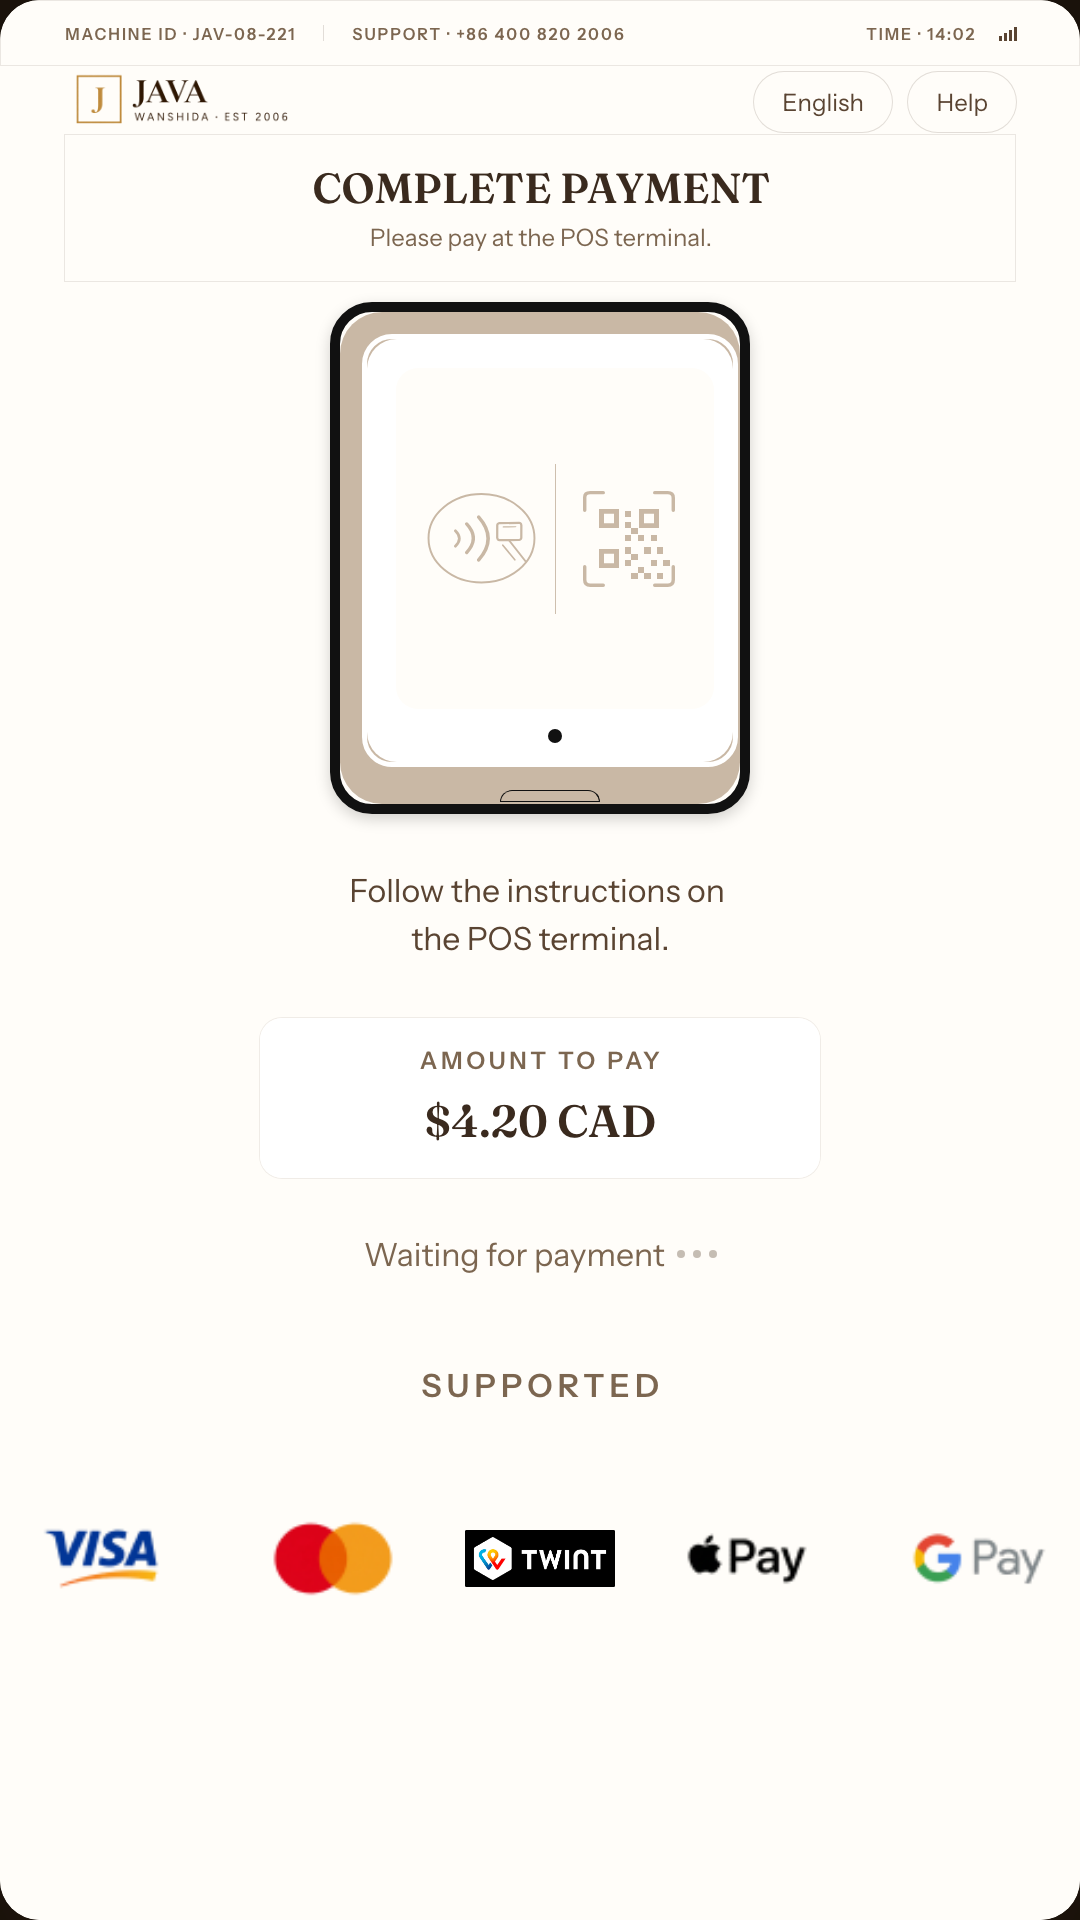 MACHINE ID · JAV-08-221
SUPPORT · +86 400 820 2006
TIME · 14:02
J
JAVA
WANSHIDA · EST 2006
English
Help
COMPLETE PAYMENT
Please pay at the POS terminal.
Follow the instructions on
the POS terminal.
AMOUNT TO PAY
$4.20 CAD
Waiting for payment
SUPPORTED
VISA
TWINT
Pay
G Pay